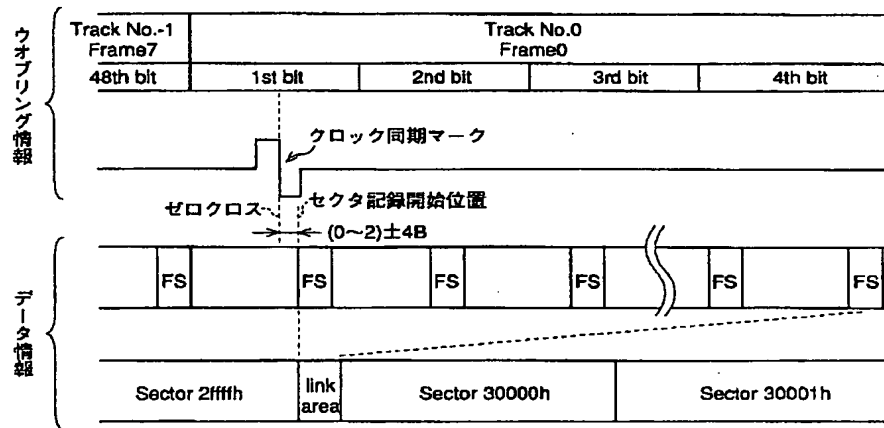 ウオブリング情報
Track No.-1
Frame7
Track No.0
Frame0
48th bit
1st bit
2nd bit
3rd bit
4th bit
クロック同期マーク
ゼロクロス
セクタ記録開始位置
(0〜2)±4B
データ情報
FS
FS
FS
FS
FS
FS
Sector 2ffffh
link
area
Sector 30000h
Sector 30001h